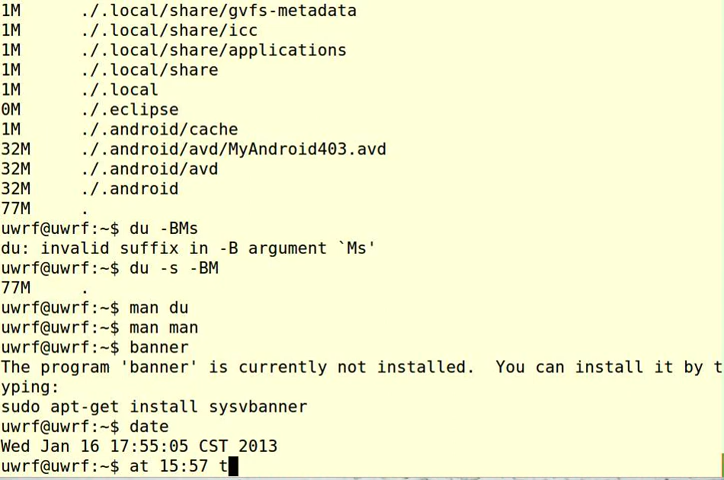 1M      ./.local/share/gvfs-metadata
1M      ./.local/share/icc
1M      ./.local/share/applications
1M      ./.local/share
1M      ./.local
0M      ./.eclipse
1M      ./.android/cache
32M     ./.android/avd/MyAndroid403.avd
32M     ./.android/avd
32M     ./.android
77M     .
uwrf@uwrf:~$ du -BMs
du: invalid suffix in -B argument `Ms'
uwrf@uwrf:~$ du -s -BM
77M     .
uwrf@uwrf:~$ man du
uwrf@uwrf:~$ man man
uwrf@uwrf:~$ banner
The program 'banner' is currently not installed.  You can install it by t
yping:
sudo apt-get install sysvbanner
uwrf@uwrf:~$ date
Wed Jan 16 17:55:05 CST 2013
uwrf@uwrf:~$ at 15:57 t